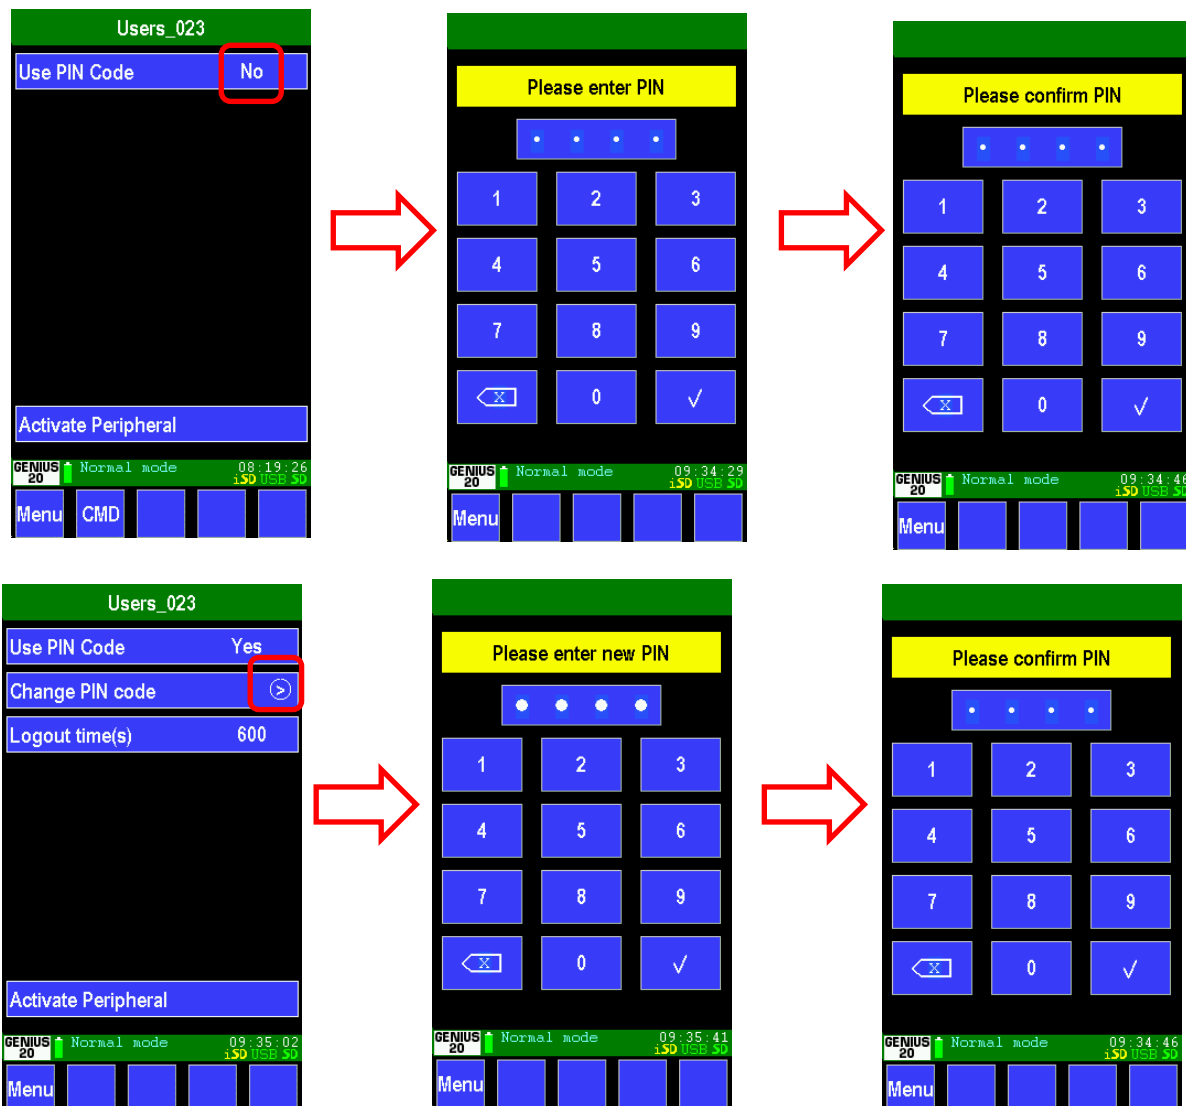 Users_023
Use PIN Code No
Activate Peripheral
GENIUS 20 Normal mode 08:19:26
iSD USB SD
Menu CMD
Please enter PIN
1 2 3
4 5 6
7 8 9
X 0 ✓
GENIUS 20 Normal mode 09:34:29
iSD USB SD
Menu
Please confirm PIN
1 2 3
4 5 6
7 8 9
X 0 ✓
GENIUS 20 Normal mode 09:34:46
iSD USB SD
Menu
Users_023
Use PIN Code Yes
Change PIN code >
Logout time(s) 600
Activate Peripheral
GENIUS 20 Normal mode 09:35:02
iSD USB SD
Menu
Please enter new PIN
1 2 3
4 5 6
7 8 9
X 0 ✓
GENIUS 20 Normal mode 09:35:41
iSD USB SD
Menu
Please confirm PIN
1 2 3
4 5 6
7 8 9
X 0 ✓
GENIUS 20 Normal mode 09:34:46
iSD USB SD
Menu